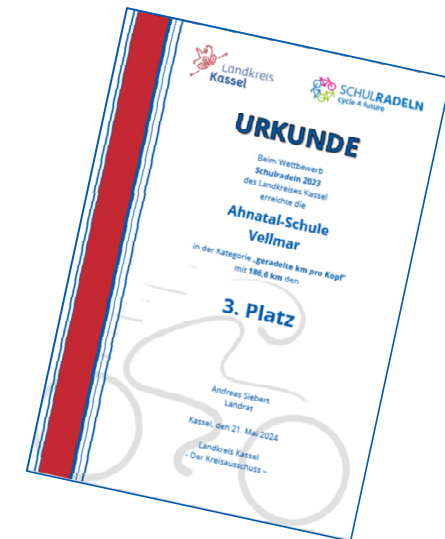 Landkreis
Kassel
SCHULRADELN
cycle 4 future
URKUNDE
Beim Wettbewerb
Schulradeln 2023
des Landkreises Kassel
erreichte die
Ahnatal-Schule
Vellmar
in der Kategorie „geradelte km pro Kopf"
mit 186,6 km den
3. Platz
Andreas Siebert
Landrat
Kassel, den 21. Mai 2024
Landkreis Kassel
- Der Kreisausschuss –